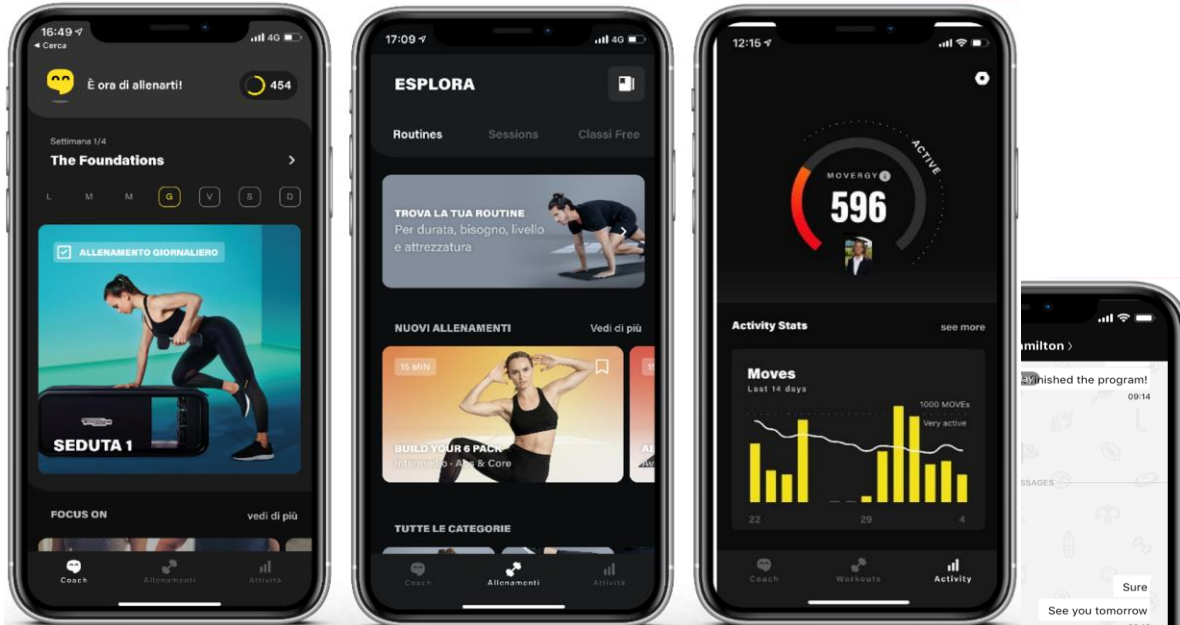 16:49
4G
Cerca
È ora di allenarti!
454
Settimana 1/4
The Foundations
L M M G V S D
ALLENAMENTO GIORNALIERO
SEDUTA 1
FOCUS ON
vedi di più
Coach
Allenamenti
Attività
17:09
4G
ESPLORA
Routines
Sessions
Classi Free
TROVA LA TUA ROUTINE
Per durata, bisogno, livello
e attrezzatura
NUOVI ALLENAMENTI
Vedi di più
15 MIN
BUILD YOUR 6 PACK
Intermedio • Abs & Core
TUTTE LE CATEGORIE
Coach
Allenamenti
Attività
12:15
ACTIVE
MOVERGY
596
Activity Stats
see more
Moves
Last 14 days
1000 MOVEs
Very active
22 29 4
Coach
Workouts
Activity
milton
inished the program!
09:14
SSAGES
Sure
See you tomorrow